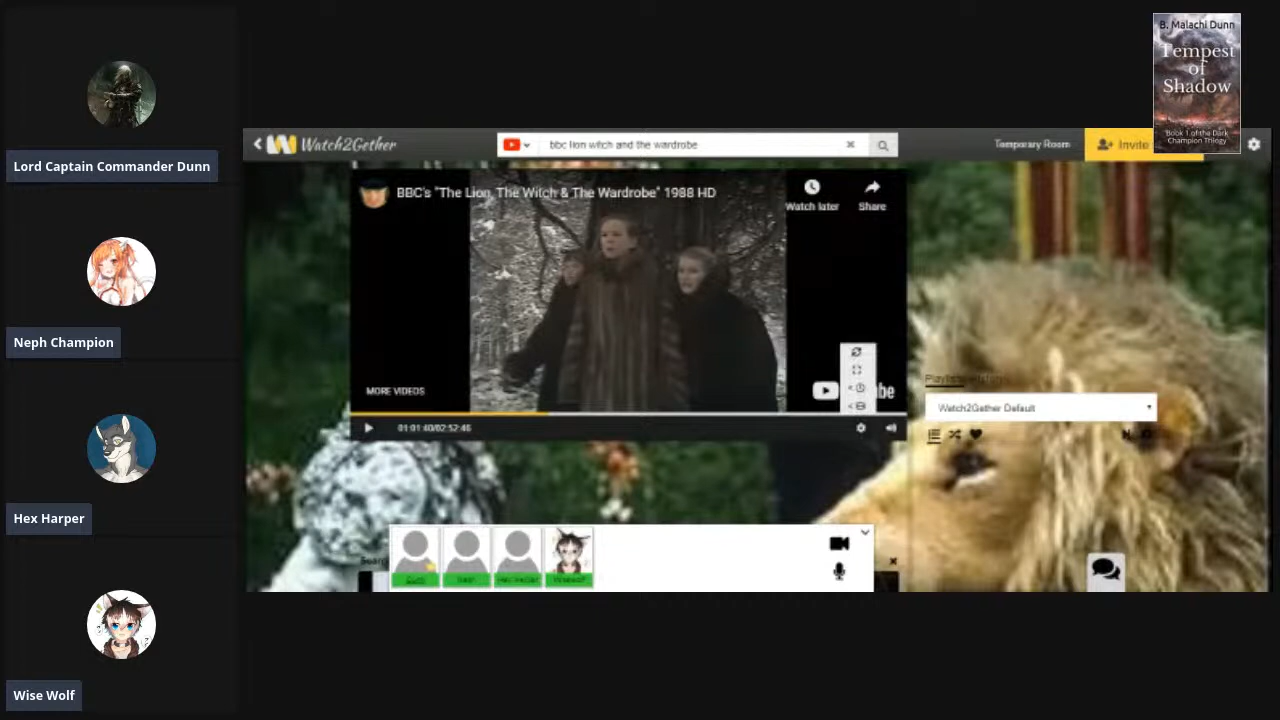 B. Malachi Dunn
Tempest
of
Shadow
Book 1 of the Dark
Champion Trilogy
Watch2Gether
bbc lion witch and the wardrobe
Temporary Room
Invite
Lord Captain Commander Dunn
BBC's "The Lion, The Witch & The Wardrobe" 1988 HD
Watch later
Share
Neph Champion
MORE VIDEOS
be
Watch2Gether Default
01:01:40/02:52:46
Hex Harper
Wise Wolf